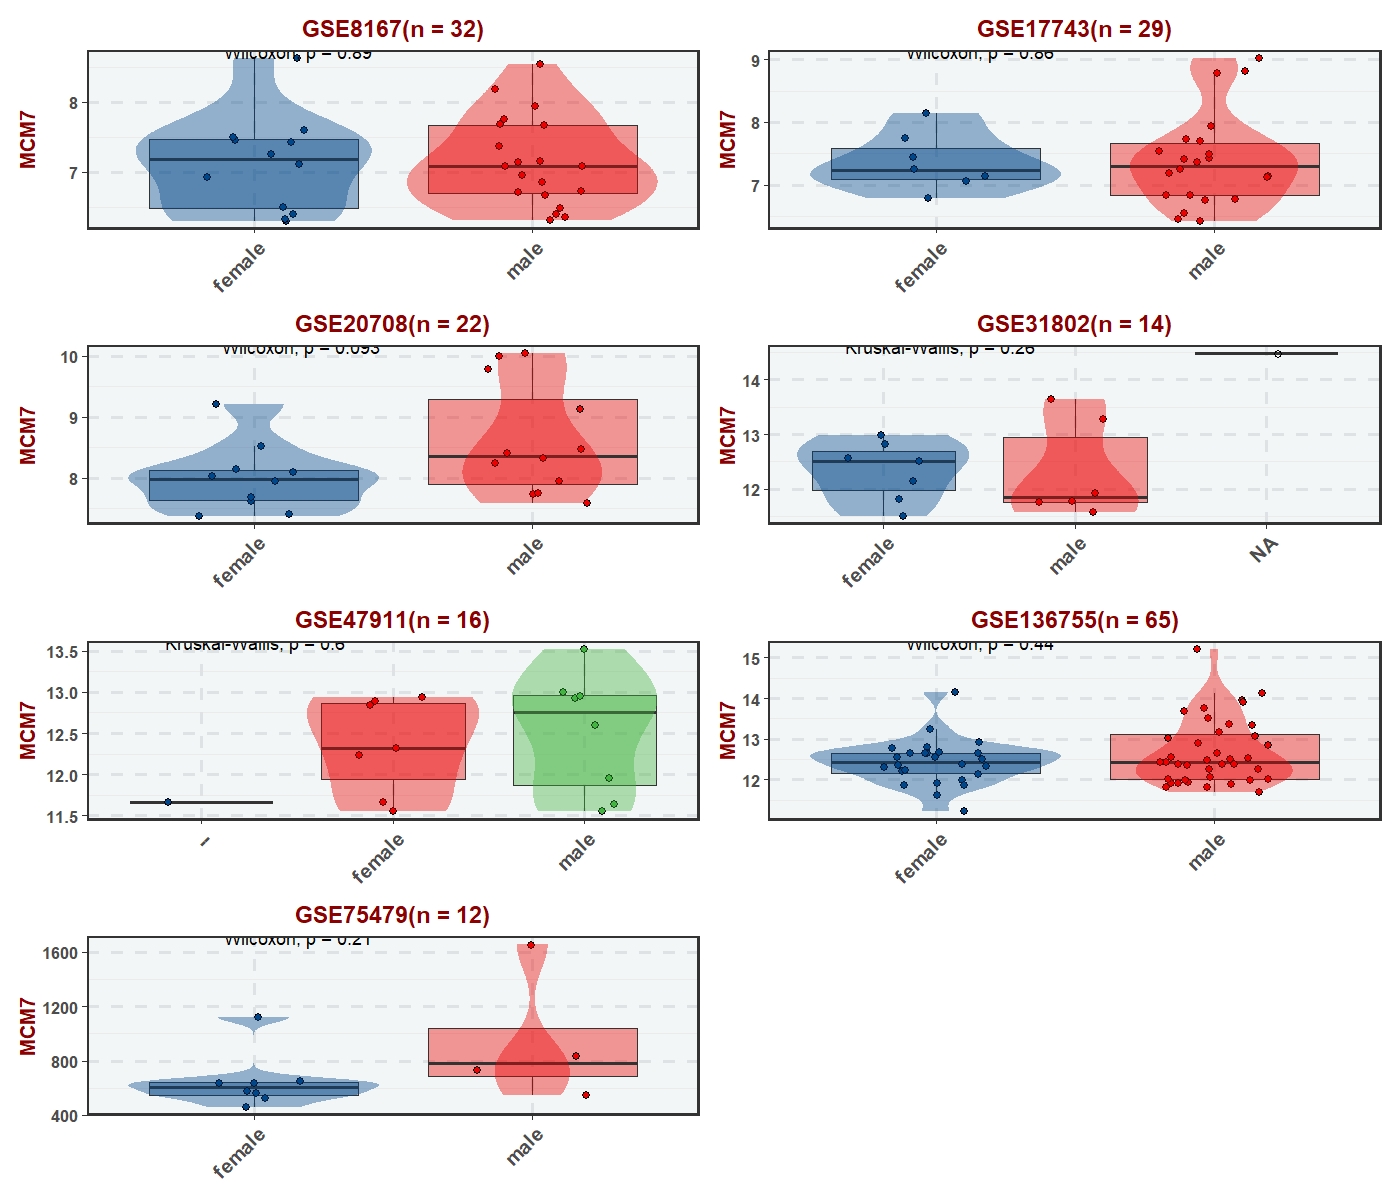 GSE8167(n = 32)
Wilcoxon, p = 0.89
MCM7
8
7
female
male
GSE17743(n = 29)
Wilcoxon, p = 0.86
MCM7
9
8
7
female
male
GSE20708(n = 22)
Wilcoxon, p = 0.093
MCM7
10
9
8
female
male
GSE31802(n = 14)
Kruskal-Wallis, p = 0.26
MCM7
14
13
12
female
male
NA
GSE47911(n = 16)
Kruskal-Wallis, p = 0.6
MCM7
13.5
13.0
12.5
12.0
11.5
–
female
male
GSE136755(n = 65)
Wilcoxon, p = 0.44
MCM7
15
14
13
12
female
male
GSE75479(n = 12)
Wilcoxon, p = 0.21
MCM7
1600
1200
800
400
female
male